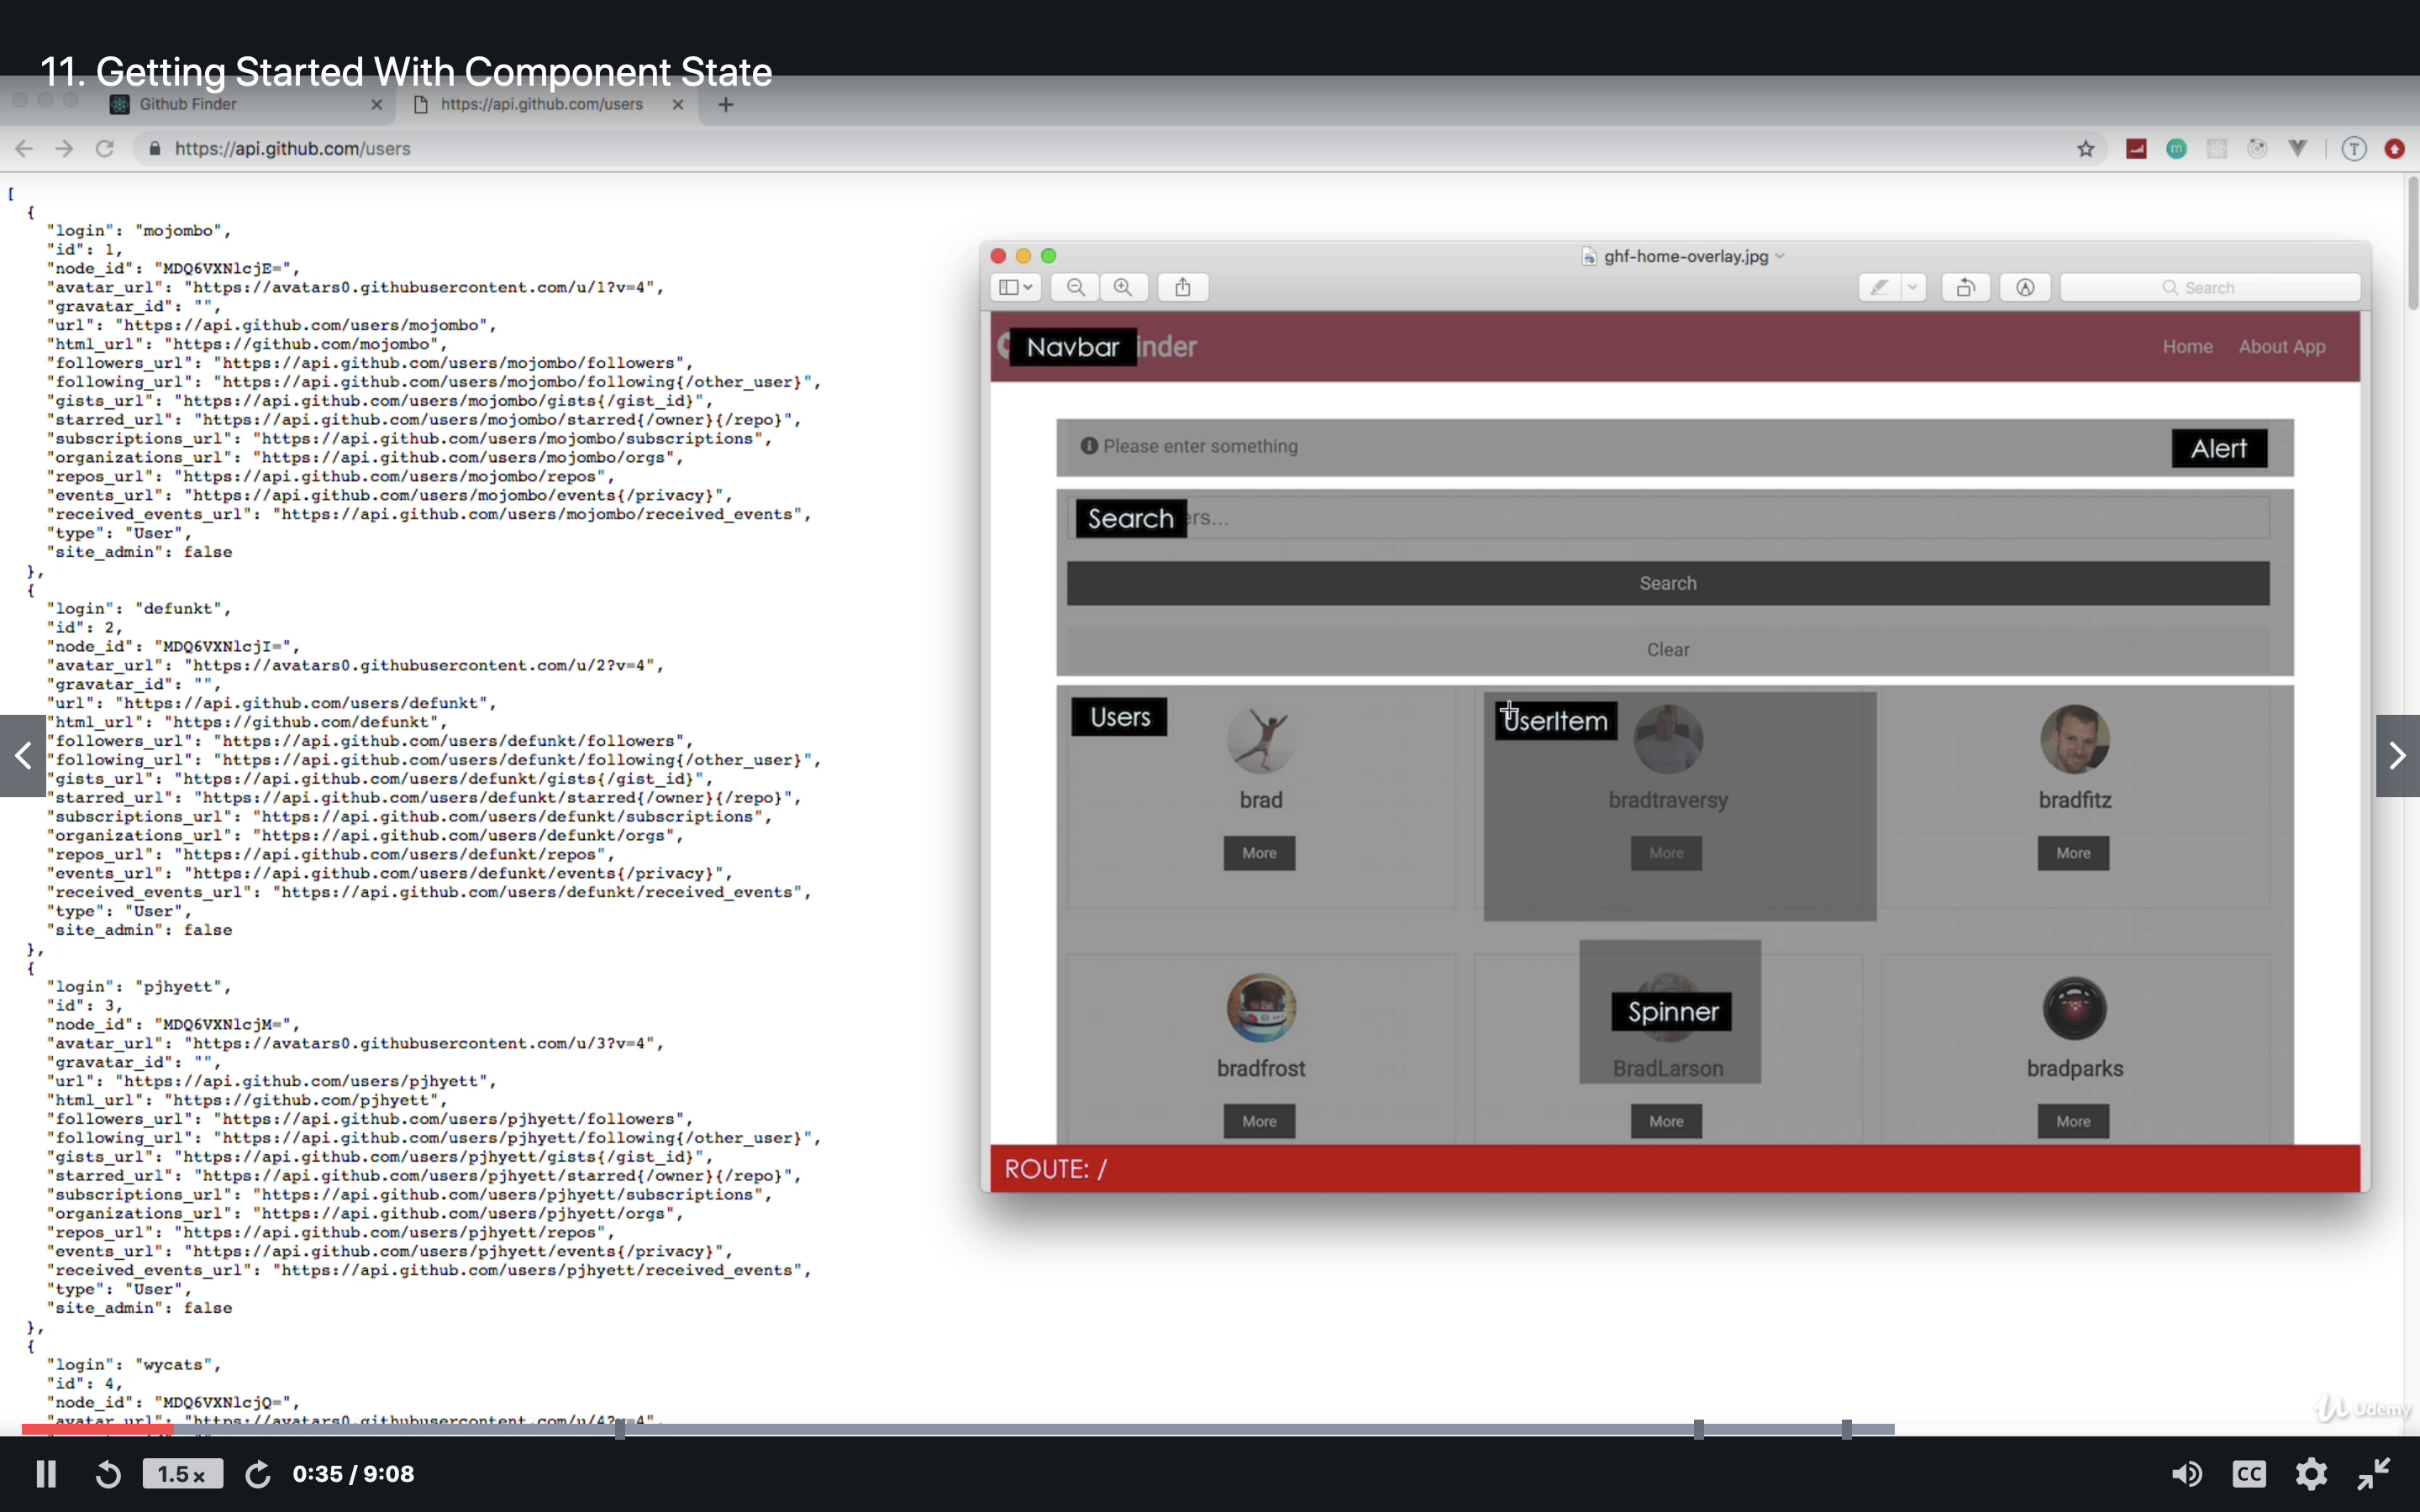 11. Getting Started With Component State
Github Finder
https://api.github.com/users
https://api.github.com/users
[
{
"login": "mojombo",
"id": 1,
"node_id": "MDQ6VXNlcjE=",
"avatar_url": "https://avatars0.githubusercontent.com/u/1?v=4",
"gravatar_id": "",
"url": "https://api.github.com/users/mojombo",
"html_url": "https://github.com/mojombo",
"followers_url": "https://api.github.com/users/mojombo/followers",
"following_url": "https://api.github.com/users/mojombo/following{/other_user}",
"gists_url": "https://api.github.com/users/mojombo/gists{/gist_id}",
"starred_url": "https://api.github.com/users/mojombo/starred{/owner}{/repo}",
"subscriptions_url": "https://api.github.com/users/mojombo/subscriptions",
"organizations_url": "https://api.github.com/users/mojombo/orgs",
"repos_url": "https://api.github.com/users/mojombo/repos",
"events_url": "https://api.github.com/users/mojombo/events{/privacy}",
"received_events_url": "https://api.github.com/users/mojombo/received_events",
"type": "User",
"site_admin": false
},
{
"login": "defunkt",
"id": 2,
"node_id": "MDQ6VXNlcjI=",
"avatar_url": "https://avatars0.githubusercontent.com/u/2?v=4",
"gravatar_id": "",
"url": "https://api.github.com/users/defunkt",
"html_url": "https://github.com/defunkt",
"followers_url": "https://api.github.com/users/defunkt/followers",
"following_url": "https://api.github.com/users/defunkt/following{/other_user}",
"gists_url": "https://api.github.com/users/defunkt/gists{/gist_id}",
"starred_url": "https://api.github.com/users/defunkt/starred{/owner}{/repo}",
"subscriptions_url": "https://api.github.com/users/defunkt/subscriptions",
"organizations_url": "https://api.github.com/users/defunkt/orgs",
"repos_url": "https://api.github.com/users/defunkt/repos",
"events_url": "https://api.github.com/users/defunkt/events{/privacy}",
"received_events_url": "https://api.github.com/users/defunkt/received_events",
"type": "User",
"site_admin": false
},
{
"login": "pjhyett",
"id": 3,
"node_id": "MDQ6VXNlcjM=",
"avatar_url": "https://avatars0.githubusercontent.com/u/3?v=4",
"gravatar_id": "",
"url": "https://api.github.com/users/pjhyett",
"html_url": "https://github.com/pjhyett",
"followers_url": "https://api.github.com/users/pjhyett/followers",
"following_url": "https://api.github.com/users/pjhyett/following{/other_user}",
"gists_url": "https://api.github.com/users/pjhyett/gists{/gist_id}",
"starred_url": "https://api.github.com/users/pjhyett/starred{/owner}{/repo}",
"subscriptions_url": "https://api.github.com/users/pjhyett/subscriptions",
"organizations_url": "https://api.github.com/users/pjhyett/orgs",
"repos_url": "https://api.github.com/users/pjhyett/repos",
"events_url": "https://api.github.com/users/pjhyett/events{/privacy}",
"received_events_url": "https://api.github.com/users/pjhyett/received_events",
"type": "User",
"site_admin": false
},
{
"login": "wycats",
"id": 4,
"node_id": "MDQ6VXNlcjQ=",
"avatar_url": "https://avatars0.githubusercontent.com/u/4?v=4",
ghf-home-overlay.jpg
Search
Navbar inder
Home About App
Please enter something
Alert
Search ers...
Search
Clear
Users
UserItem
brad bradtraversy bradfitz
More More More
Spinner
bradfrost BradLarson bradparks
More More More
ROUTE: /
Udemy
1.5x
0:35 / 9:08
CC